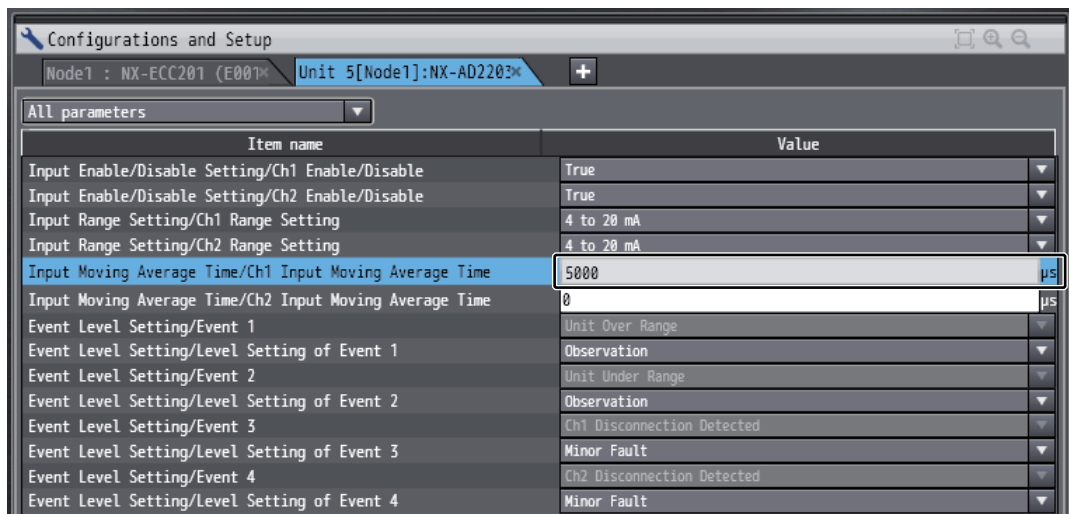 Configurations and Setup
Node1 : NX-ECC201 (E001 Unit 5[Node1]:NX-AD2203
All parameters
Item name Value
Input Enable/Disable Setting/Ch1 Enable/Disable True
Input Enable/Disable Setting/Ch2 Enable/Disable True
Input Range Setting/Ch1 Range Setting 4 to 20 mA
Input Range Setting/Ch2 Range Setting 4 to 20 mA
Input Moving Average Time/Ch1 Input Moving Average Time 5000 µs
Input Moving Average Time/Ch2 Input Moving Average Time 0 µs
Event Level Setting/Event 1 Unit Over Range
Event Level Setting/Level Setting of Event 1 Observation
Event Level Setting/Event 2 Unit Under Range
Event Level Setting/Level Setting of Event 2 Observation
Event Level Setting/Event 3 Ch1 Disconnection Detected
Event Level Setting/Level Setting of Event 3 Minor Fault
Event Level Setting/Event 4 Ch2 Disconnection Detected
Event Level Setting/Level Setting of Event 4 Minor Fault